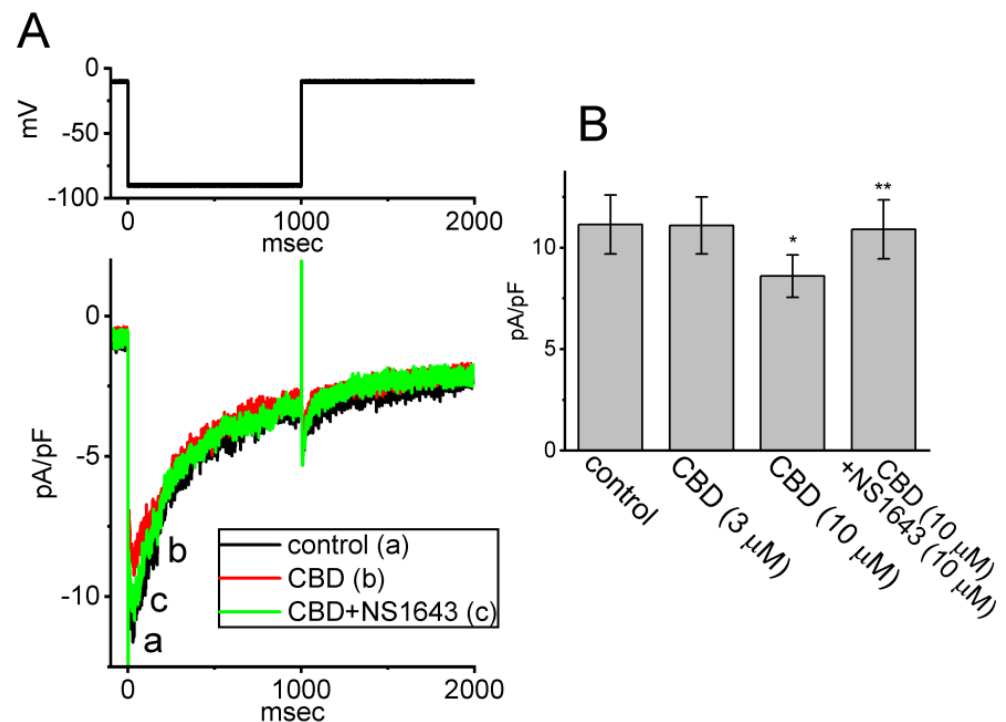 A
0
-50
-100
mV
0
1000
2000
msec
0
-5
-10
pA/pF
b
c
a
control (a)
CBD (b)
CBD+NS1643 (c)
0
1000
2000
msec
B
10
5
0
pA/pF
*
**
control
CBD (3 μM)
CBD (10 μM)
CBD (10 μM)
+NS1643 (10 μM)